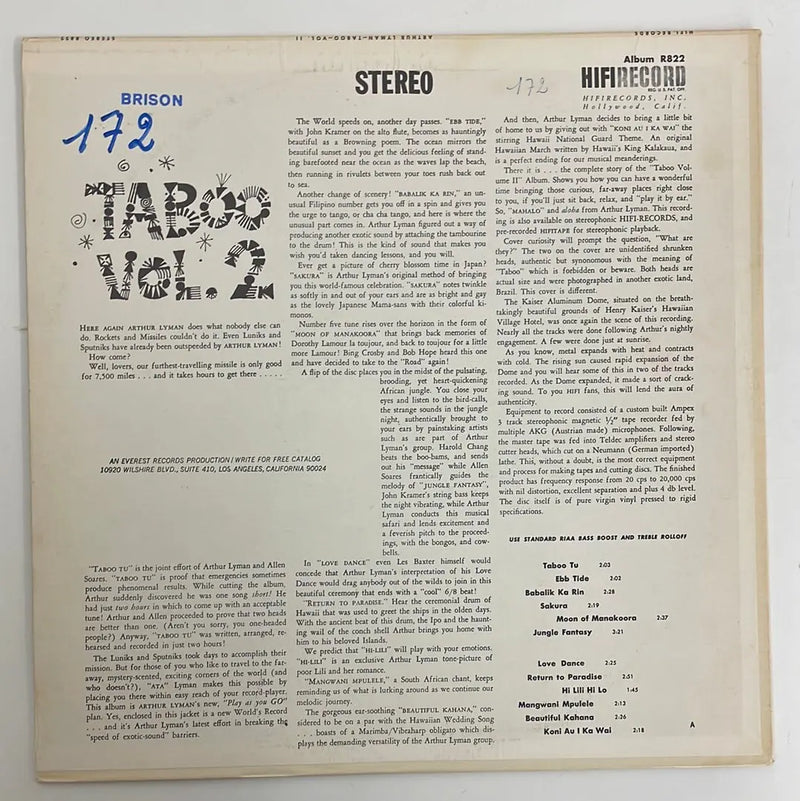 STEREO R822
ARTHUR LYMAN—TABOO—VOL. II
HIFI RECORDS
Album R822
STEREO
172
HIFIRECORD
REG. U.S. PAT. OFF.
HIFIRECORDS, INC.
Hollywood, Calif.
BRISON
172
TABOO
VOL. 2
HERE AGAIN ARTHUR LYMAN does what nobody else can
do. Rockets and Missiles couldn't do it. Even Luniks and
Sputniks have already been outspeeded by ARTHUR LYMAN!
How come?
Well, lovers, our furthest-travelling missile is only good
for 7,500 miles . . . and it takes hours to get there . . . . .
AN EVEREST RECORDS PRODUCTION / WRITE FOR FREE CATALOG
10920 WILSHIRE BLVD., SUITE 410, LOS ANGELES, CALIFORNIA 90024
"TABOO TU" is the joint effort of Arthur Lyman and Allen
Soares. "TABOO TU" is proof that emergencies sometimes
produce phenomenal results. While cutting the album,
Arthur suddenly discovered he was one song short! He
had just two hours in which to come up with an acceptable
tune! Arthur and Allen proceeded to prove that two heads
are better than one. (Aren't you sorry, you one-headed
people?) Anyway, "TABOO TU" was written, arranged, re-
hearsed and recorded in just two hours!
The Luniks and Sputniks took days to accomplish their
mission. But for those of you who like to travel to the far-
away, mystery-scented, exciting corners of the world (and
who doesn't?), "ATA" Lyman makes this possible by
placing you there within easy reach of your record-player.
This album is ARTHUR LYMAN's new, "Play as you GO"
plan. Yes, enclosed in this jacket is a new World's Record
. . . and it's Arthur Lyman's latest effort in breaking the
"speed of exotic-sound" barriers.
The World speeds on, another day passes. "EBB TIDE,"
with John Kramer on the alto flute, becomes as hauntingly
beautiful as a Browning poem. The ocean mirrors the
beautiful sunset and you get the delicious feeling of stand-
ing barefooted near the ocean as the waves lap the beach,
then running in rivulets between your toes rush back out
to sea.
Another change of scenery! "BABALIK KA RIN," an un-
usual Filipino number gets you off in a spin and gives you
the urge to tango, or cha cha tango, and here is where the
unusual part comes in. Arthur Lyman figured out a way of
producing another exotic sound by attaching the tambourine
to the drum! This is the kind of sound that makes you
wish you'd taken dancing lessons, and you will.
Ever get a picture of cherry blossom time in Japan?
"SAKURA" is Arthur Lyman's original method of bringing
you this world-famous celebration. "SAKURA" notes twinkle
as softly in and out of your ears and are as bright and gay
as the lovely Japanese Mama-sans with their colorful ki-
monos.
Number five tune rises over the horizon in the form of
"MOON OF MANAKOORA" that brings back memories of
Dorothy Lamour la toujour, and back to toujour for a little
more Lamour! Bing Crosby and Bob Hope heard this one
and have decided to take to the "Road" again!
A flip of the disc places you in the midst of the pulsating,
brooding, yet heart-quickening
African jungle. You close your
eyes and listen to the bird-calls,
the strange sounds in the jungle
night, authentically brought to
your ears by painstaking artists
such as are part of Arthur
Lyman's group. Harold Chang
beats the boo-bams, and sends
out his "message" while Allen
Soares frantically guides the
melody of "JUNGLE FANTASY",
John Kramer's string bass keeps
the night vibrating, while Arthur
Lyman conducts this musical
safari and lends excitement and
a feverish pitch to the proceed-
ings, with the bongos, and cow-
bells.
In "LOVE DANCE" even Les Baxter himself would
concede that Arthur Lyman's interpretation of his Love
Dance would drag anybody out of the wilds to join in this
beautiful ceremony that ends with a "cool" 6/8 beat!
"RETURN TO PARADISE." Hear the ceremonial drum of
Hawaii that was used to greet the ships in the olden days.
With the ancient beat of this drum, the Ipo and the haunt-
ing wail of the conch shell Arthur brings you home with
him to his beloved Islands.
We predict that "HI-LILI" will play with your emotions.
"HI-LILI" is an exclusive Arthur Lyman tone-picture of
poor Lili and her romance.
"MANGWANI MPULELE," a South African chant, keeps
reminding us of what is lurking around as we continue our
melodic journey.
The gorgeous ear-soothing "BEAUTIFUL KAHANA," con-
sidered to be on a par with the Hawaiian Wedding Song
. . . boasts of a Marimba/Vibraharp obligato which dis-
plays the demanding versatility of the Arthur Lyman group.
And then, Arthur Lyman decides to bring a little bit
of home to us by giving out with "KONI AU I KA WAI" the
stirring Hawaii National Guard Theme. An original
Hawaiian March written by Hawaii's King Kalakaua, and
is a perfect ending for our musical meanderings.
There it is . . . the complete story of the "Taboo Vol-
ume II" Album. Shows you how you can have a wonderful
time bringing those curious, far-away places right close
to you, if you'll just sit back, relax, and "play it by ear."
So, "MAHALO" and aloha from Arthur Lyman. This record-
ing is also available on stereophonic HIFI-RECORDS, and
pre-recorded HIFITAPE for stereophonic playback.
Cover curiosity will prompt the question, "What are
they?" The two on the cover are unidentified shrunken
heads, authentic but synonomous with the meaning of
"Taboo" which is forbidden or beware. Both heads are
actual size and were photographed in another exotic land,
Brazil. This cover is different.
The Kaiser Aluminum Dome, situated on the breath-
takingly beautiful grounds of Henry Kaiser's Hawaiian
Village Hotel, was once again the scene of this recording.
Nearly all the tracks were done following Arthur's nightly
engagement. A few were done just at sunrise.
As you know, metal expands with heat and contracts
with cold. The rising sun caused rapid expansion of the
Dome and you will hear some of this in two of the tracks
recorded. As the Dome expanded, it made a sort of crack-
ing sound. To you HIFI fans, this will lend the aura of
authenticity.
Equipment to record consisted of a custom built Ampex
3 track stereophonic magnetic ½" tape recorder fed by
multiple AKG (Austrian made) microphones. Following,
the master tape was fed into Teldec amplifiers and stereo
cutter heads, which cut on a Neumann (German imported)
lathe. This, without a doubt, is the most correct equipment
and process for making tapes and cutting discs. The finished
product has frequency response from 20 cps to 20,000 cps
with nil distortion, excellent separation and plus 4 db level.
The disc is of pure virgin vinyl pressed to rigid
specifications.
USE STANDARD RIAA BASS BOOST AND TREBLE ROLLOFF
Taboo Tu 2:03
Ebb Tide 2:02
Babalik Ka Rin 2:28
Sakura 2:19
Moon of Manakoora 2:37
Jungle Fantasy 3:21
Love Dance 2:25
Return to Paradise 2:51
Hi Lili Hi Lo 1:45
Mangwani Mpulele 2:13
Beautiful Kahana 2:26
Koni Au I Ka Wai 2:18
A